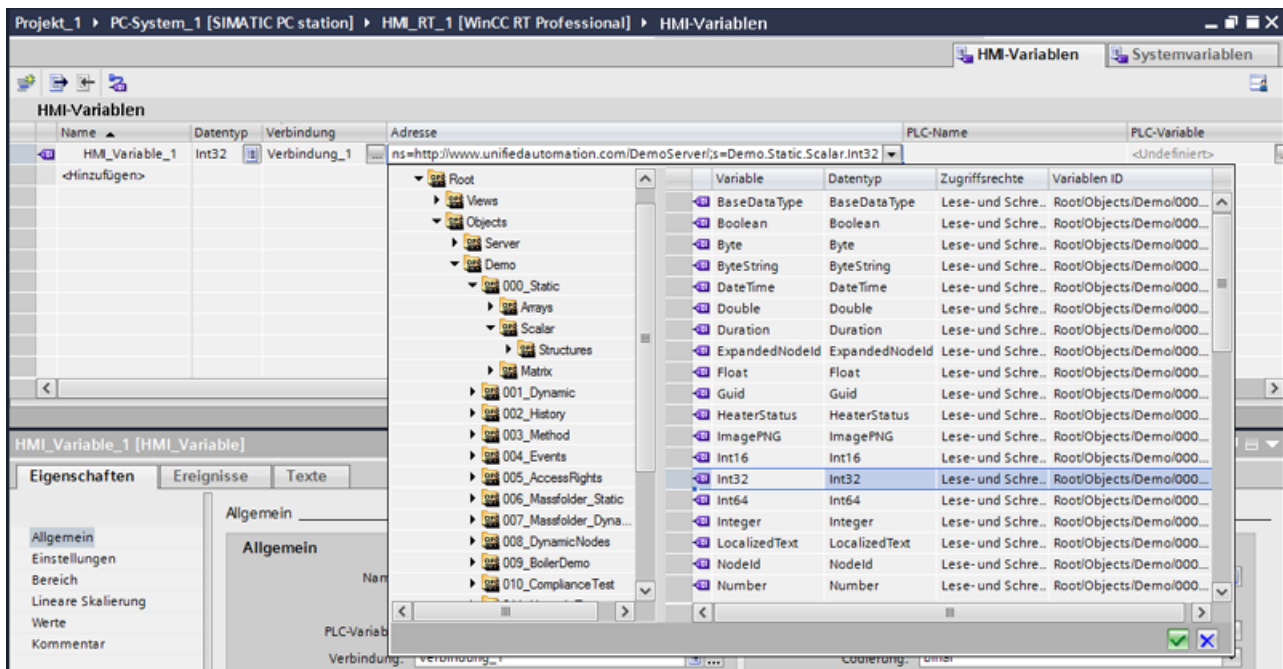 Projekt_1 ▸ PC-System_1 [SIMATIC PC station] ▸ HMI_RT_1 [WinCC RT Professional] ▸ HMI-Variablen
HMI-Variablen Systemvariablen
HMI-Variablen
Name Datentyp Verbindung Adresse PLC-Name PLC-Variable
HMI_Variable_1 Int32 Verbindung_1 ... ns=http://www.unifiedautomation.com/DemoServer/;s=Demo.Static.Scalar.Int32 <Undefiniert>
<Hinzufügen>
Root
Views
Objects
Server
Demo
000_Static
Arrays
Scalar
Structures
Matrix
001_Dynamic
002_History
003_Method
004_Events
005_AccessRights
006_Massfolder_Static
007_Massfolder_Dyna...
008_DynamicNodes
009_BoilerDemo
010_ComplianceTest
Variable Datentyp Zugriffsrechte Variablen ID
BaseDataType BaseDataType Lese- und Schre... Root/Objects/Demo/000...
Boolean Boolean Lese- und Schre... Root/Objects/Demo/000...
Byte Byte Lese- und Schre... Root/Objects/Demo/000...
ByteString ByteString Lese- und Schre... Root/Objects/Demo/000...
DateTime DateTime Lese- und Schre... Root/Objects/Demo/000...
Double Double Lese- und Schre... Root/Objects/Demo/000...
Duration Duration Lese- und Schre... Root/Objects/Demo/000...
ExpandedNodeId ExpandedNodeId Lese- und Schre... Root/Objects/Demo/000...
Float Float Lese- und Schre... Root/Objects/Demo/000...
Guid Guid Lese- und Schre... Root/Objects/Demo/000...
HeaterStatus HeaterStatus Lese- und Schre... Root/Objects/Demo/000...
ImagePNG ImagePNG Lese- und Schre... Root/Objects/Demo/000...
Int16 Int16 Lese- und Schre... Root/Objects/Demo/000...
Int32 Int32 Lese- und Schre... Root/Objects/Demo/000...
Int64 Int64 Lese- und Schre... Root/Objects/Demo/000...
Integer Integer Lese- und Schre... Root/Objects/Demo/000...
LocalizedText LocalizedText Lese- und Schre... Root/Objects/Demo/000...
NodeId NodeId Lese- und Schre... Root/Objects/Demo/000...
Number Number Lese- und Schre... Root/Objects/Demo/000...
HMI_Variable_1 [HMI_Variable]
Eigenschaften Ereignisse Texte
Allgemein
Einstellungen
Bereich
Lineare Skalierung
Werte
Kommentar
Allgemein
Allgemein
Nam
PLC-Variab
Verbindung: Verbindung_1 ... Codierung: Binär